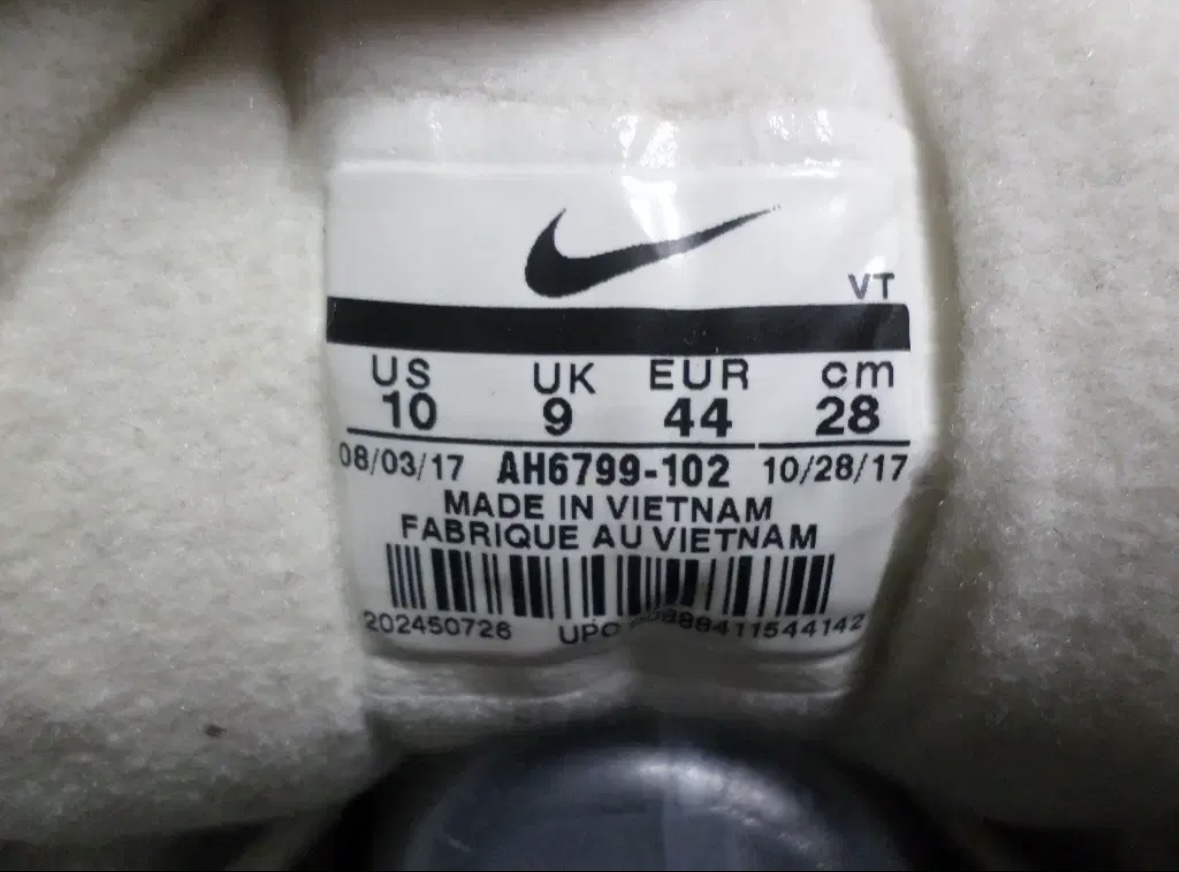 VT
US UK EUR cm
10 9 44 28
08/03/17 AH6799-102 10/28/17
MADE IN VIETNAM
FABRIQUE AU VIETNAM
202450726 UPC